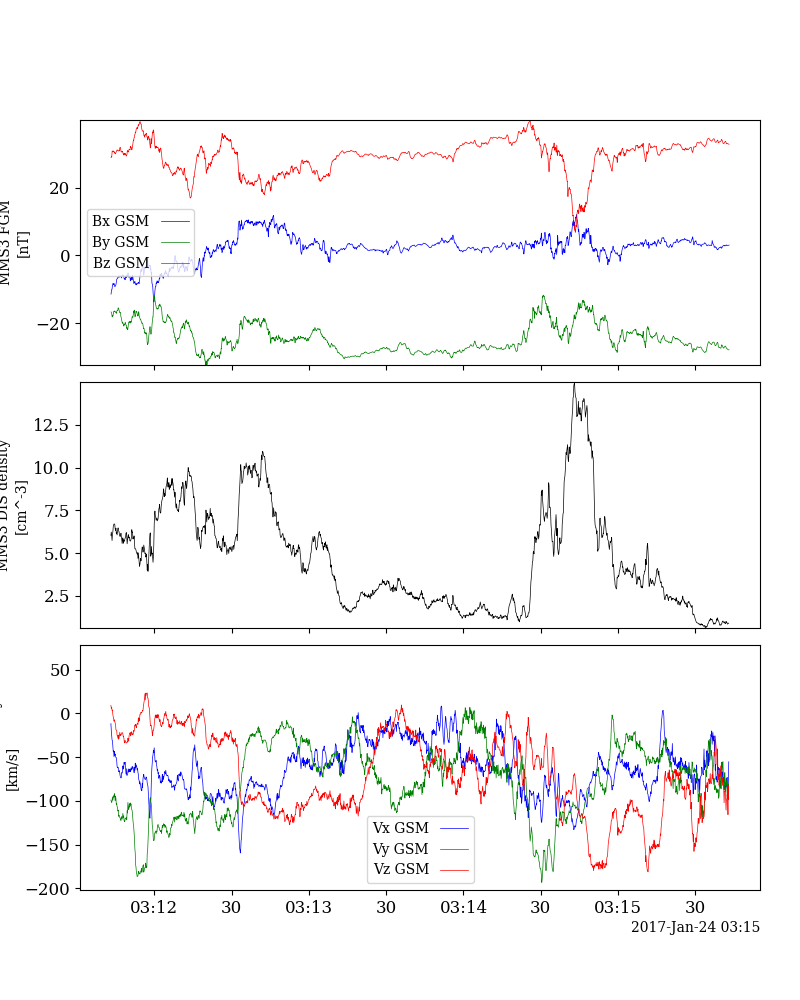 MMS3 FGM
[nT]
20
0
−20
Bx GSM
By GSM
Bz GSM
MMS3 DIS density
[cm^-3]
12.5
10.0
7.5
5.0
2.5
[km/s]
50
0
−50
−100
−150
−200
Vx GSM
Vy GSM
Vz GSM
03:12 30 03:13 30 03:14 30 03:15 30
2017-Jan-24 03:15